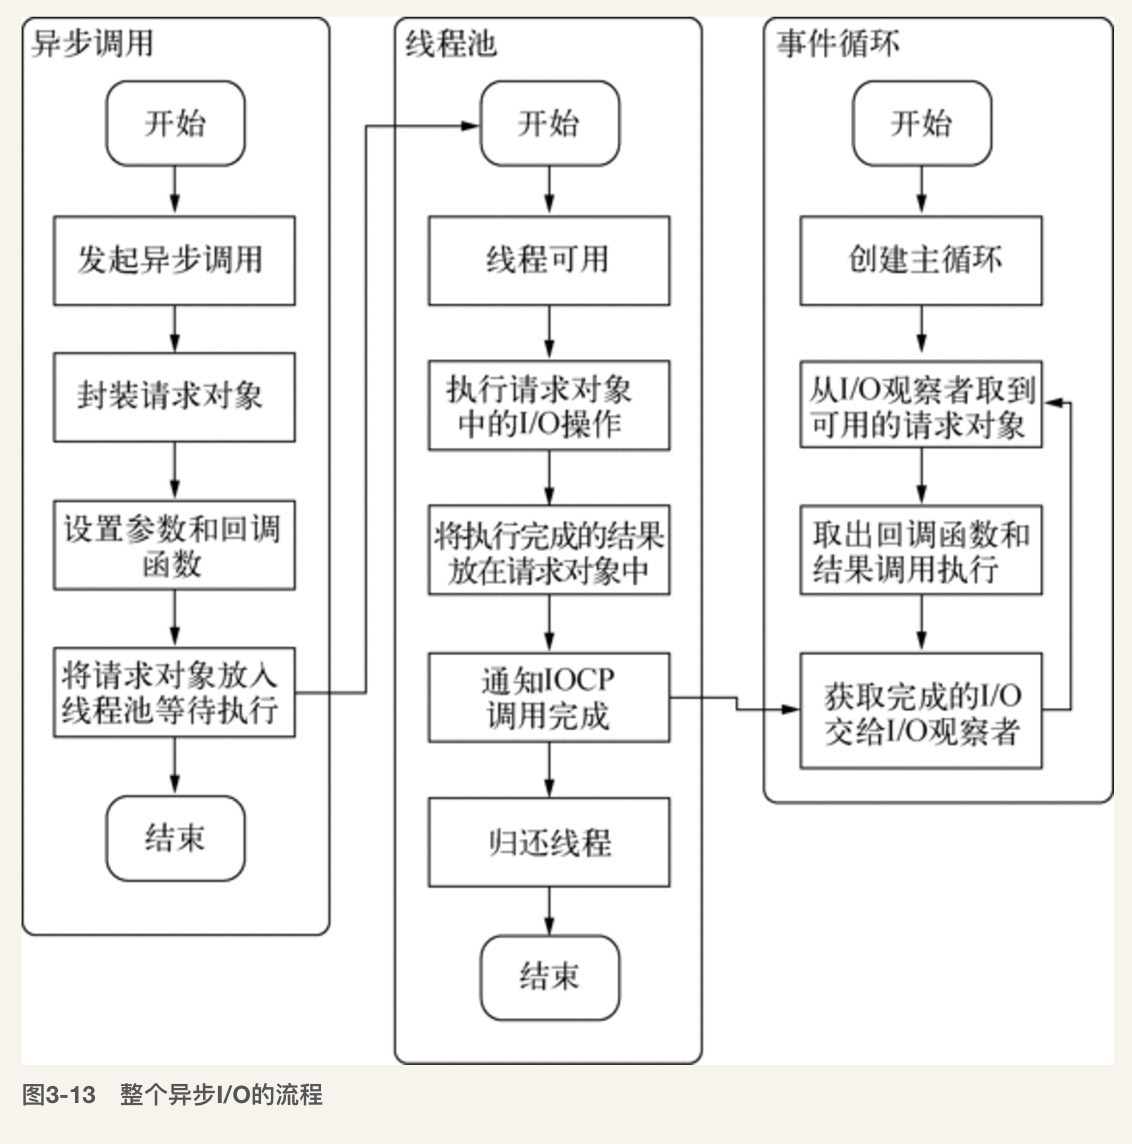 异步调用
开始
发起异步调用
封装请求对象
设置参数和回调
函数
将请求对象放入
线程池等待执行
结束
线程池
开始
线程可用
执行请求对象
中的I/O操作
将执行完成的结果
放在请求对象中
通知IOCP
调用完成
归还线程
结束
事件循环
开始
创建主循环
从I/O观察者取到
可用的请求对象
取出回调函数和
结果调用执行
获取完成的I/O
交给I/O观察者
图3-13 整个异步I/O的流程